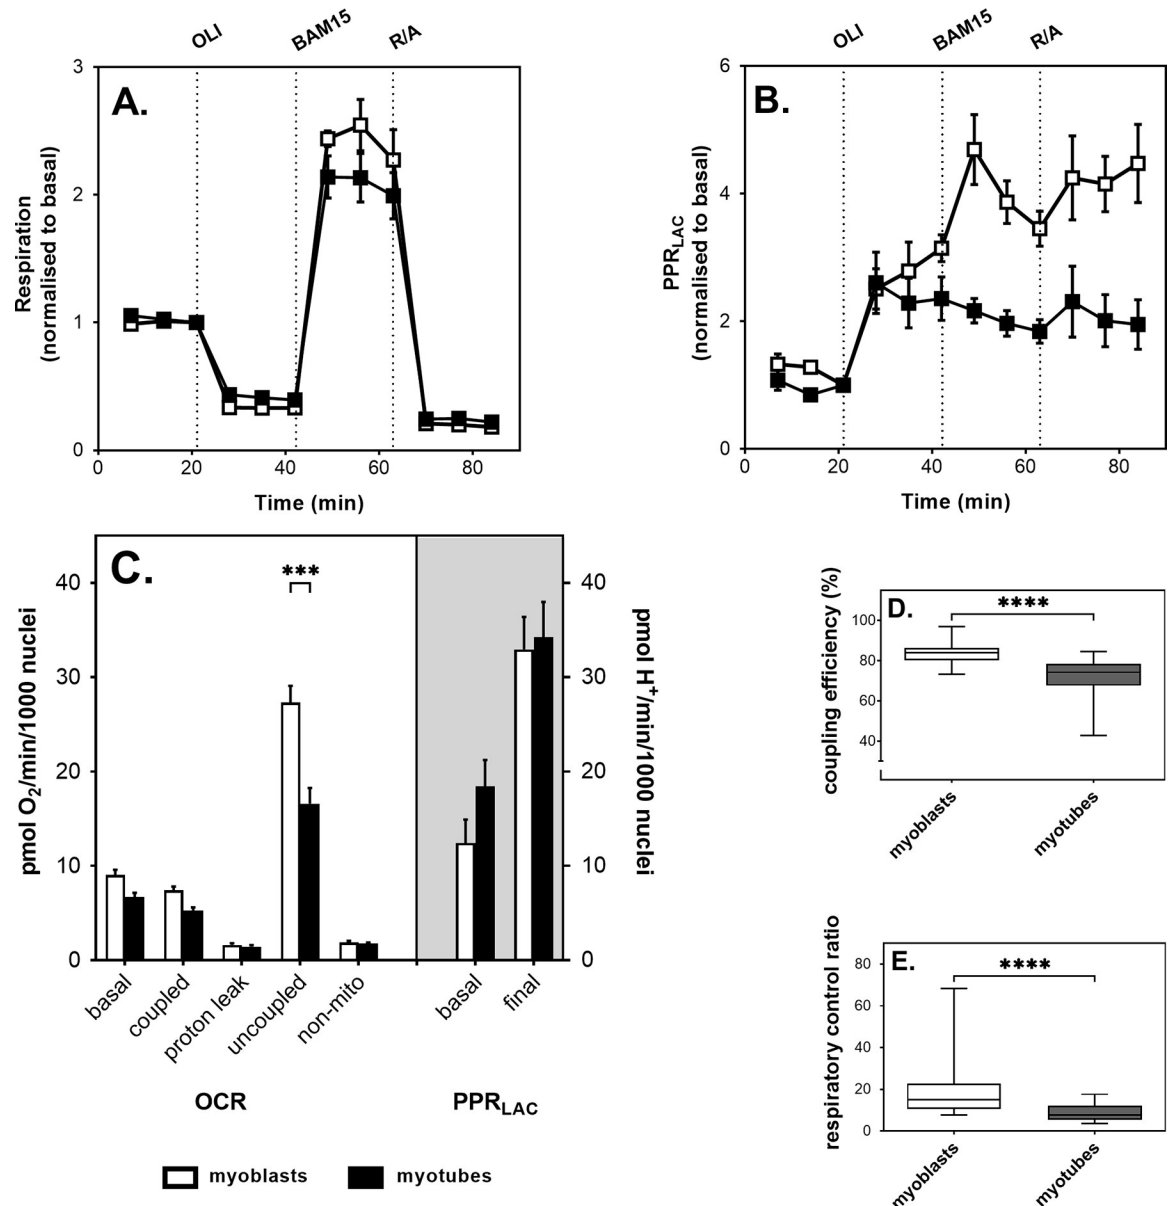 OLI BAM15 R/A
A.
Respiration
(normalised to basal)
3
2
1
0
0 20 40 60 80
Time (min)
OLI BAM15 R/A
B.
PPR_LAC
(normalised to basal)
6
4
2
0
0 20 40 60 80
Time (min)
C.
***
pmol O₂/min/1000 nuclei
40
30
20
10
0
pmol H⁺/min/1000 nuclei
40
30
20
10
0
basal coupled proton leak uncoupled non-mito basal final
OCR PPR_LAC
myoblasts myotubes
D.
****
coupling efficiency (%)
100
80
60
40
myoblasts myotubes
E.
****
respiratory control ratio
80
60
40
20
0
myoblasts myotubes